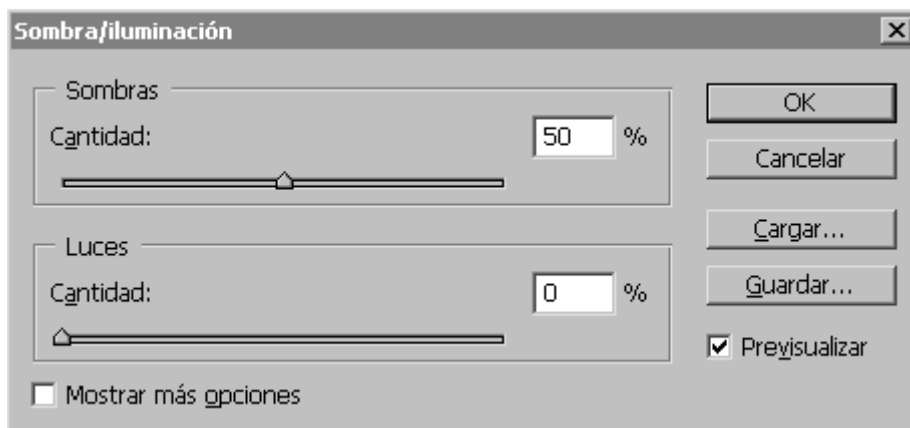 Sombra/iluminación
Sombras
Cantidad:
50 %
Luces
Cantidad:
0 %
Mostrar más opciones
OK
Cancelar
Cargar...
Guardar...
Previsualizar